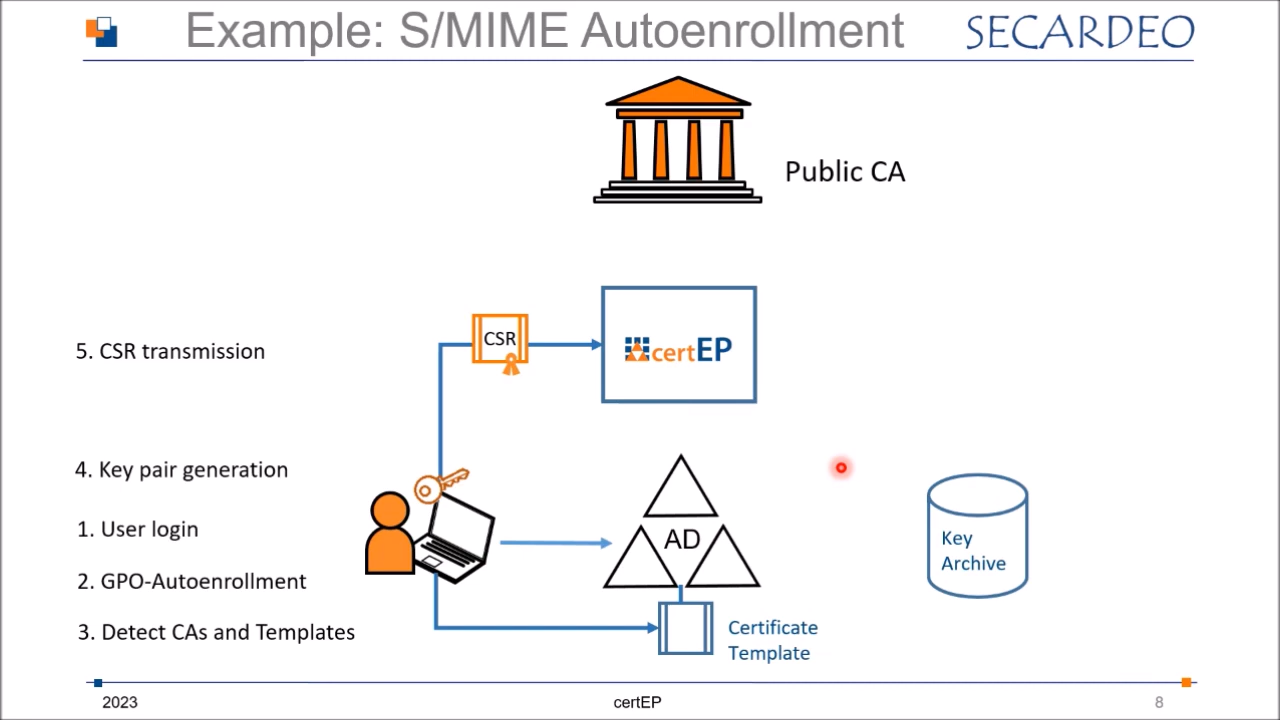 Example: S/MIME Autoenrollment
SECARDEO
Public CA
5. CSR transmission
CSR
certEP
4. Key pair generation
1. User login
AD
Key
Archive
2. GPO-Autoenrollment
3. Detect CAs and Templates
Certificate
Template
2023
certEP
8